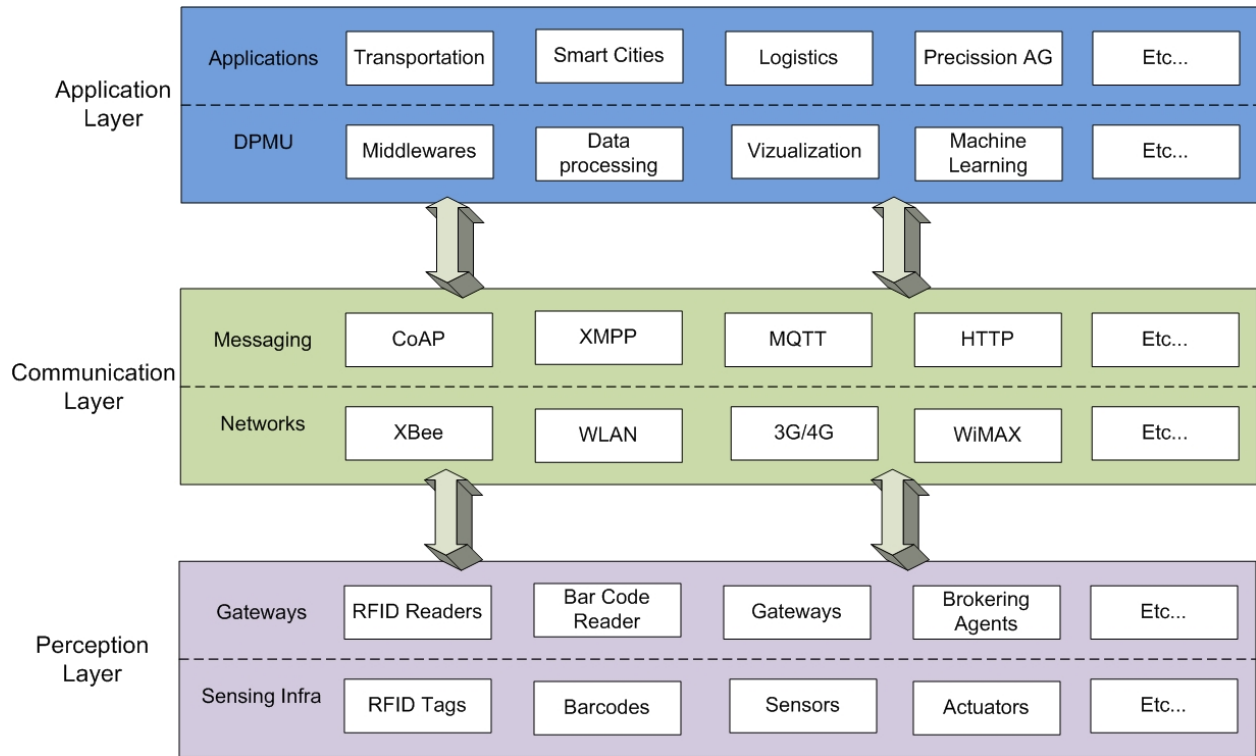 Application
Layer
Applications
Transportation
Smart Cities
Logistics
Precission AG
Etc...
DPMU
Middlewares
Data
processing
Vizualization
Machine
Learning
Etc...
Communication
Layer
Messaging
CoAP
XMPP
MQTT
HTTP
Etc...
Networks
XBee
WLAN
3G/4G
WiMAX
Etc...
Perception
Layer
Gateways
RFID Readers
Bar Code
Reader
Gateways
Brokering
Agents
Etc...
Sensing Infra
RFID Tags
Barcodes
Sensors
Actuators
Etc...